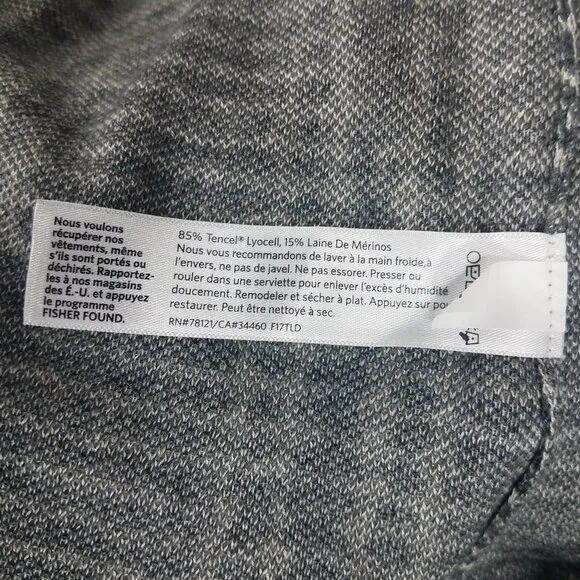 Nous voulons
récupérer nos
vêtements, même
s'ils sont portés ou
déchirés. Rapportez-
les à nos magasins
des É.-U. et appuyez
le programme
FISHER FOUND.
85% Tencel® Lyocell, 15% Laine De Mérinos
Nous vous recommandons de laver à la main froide,à
l'envers, ne pas de javel. Ne pas essorer. Presser ou
rouler dans une serviette pour enlever l'excès d'humidité
doucement. Remodeler et sécher à plat. Appuyez sur pour
restaurer. Peut être nettoyé à sec.
RN#78121/CA#34460 F17TLD